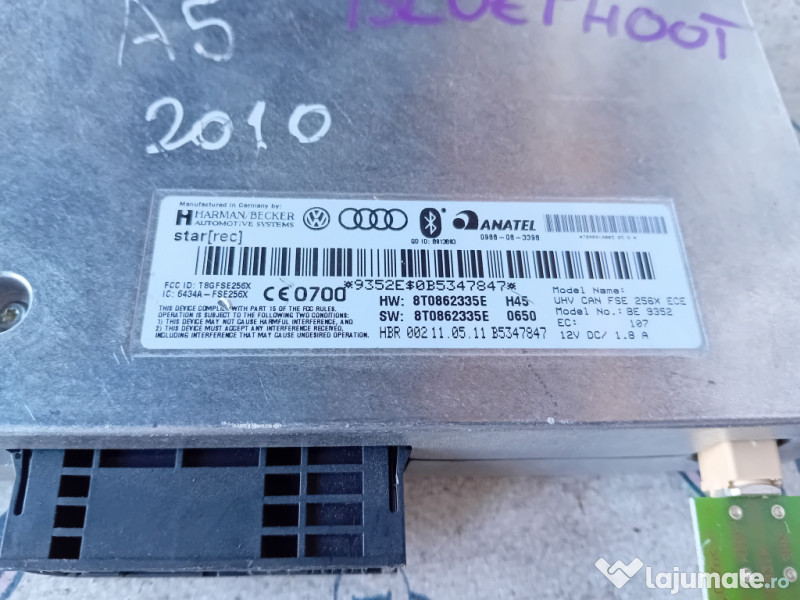 A5
BLUETHOOT
2010
Manufactured in Germany by:
HARMAN/BECKER
AUTOMOTIVE SYSTEMS
star[rec]
ANATEL
FCC ID: T8GFSE256X
IC: 6434A-FSE256X
CE 0700
*9352E$0B5347847*
THIS DEVICE COMPLIES WITH PART 15 OF THE FCC RULES.
OPERATION IS SUBJECT TO THE FOLLOWING TWO CONDITIONS:
1) THIS DEVICE MAY NOT CAUSE HARMFUL INTERFERENCE, AND
2) THIS DEVICE MUST ACCEPT ANY INTERFERENCE RECEIVED,
INCLUDING INTERFERENCE THAT MAY CAUSE UNDESIRED OPERATION.
HW: 8T0862335E H45
SW: 8T0862335E 0650
HBR 002 11.05.11 B5347847
Model Name:
UHV CAN FSE 256X ECE
Model No.: BE 9352
EC: 107
12V DC/ 1.8 A
lajumate.ro